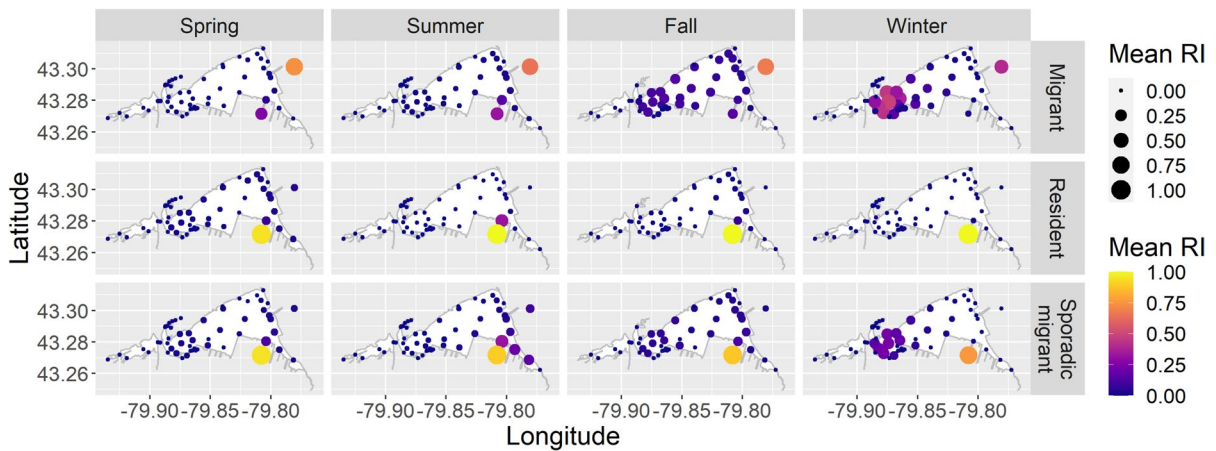 Spring Summer Fall Winter
43.30
43.28
43.26
Migrant
43.30
43.28
43.26
Resident
43.30
43.28
43.26
Sporadic
migrant
-79.90 -79.85 -79.80 -79.90 -79.85 -79.80 -79.90 -79.85 -79.80 -79.90 -79.85 -79.80
Longitude
Latitude
Mean RI
0.00
0.25
0.50
0.75
1.00
Mean RI
1.00
0.75
0.50
0.25
0.00